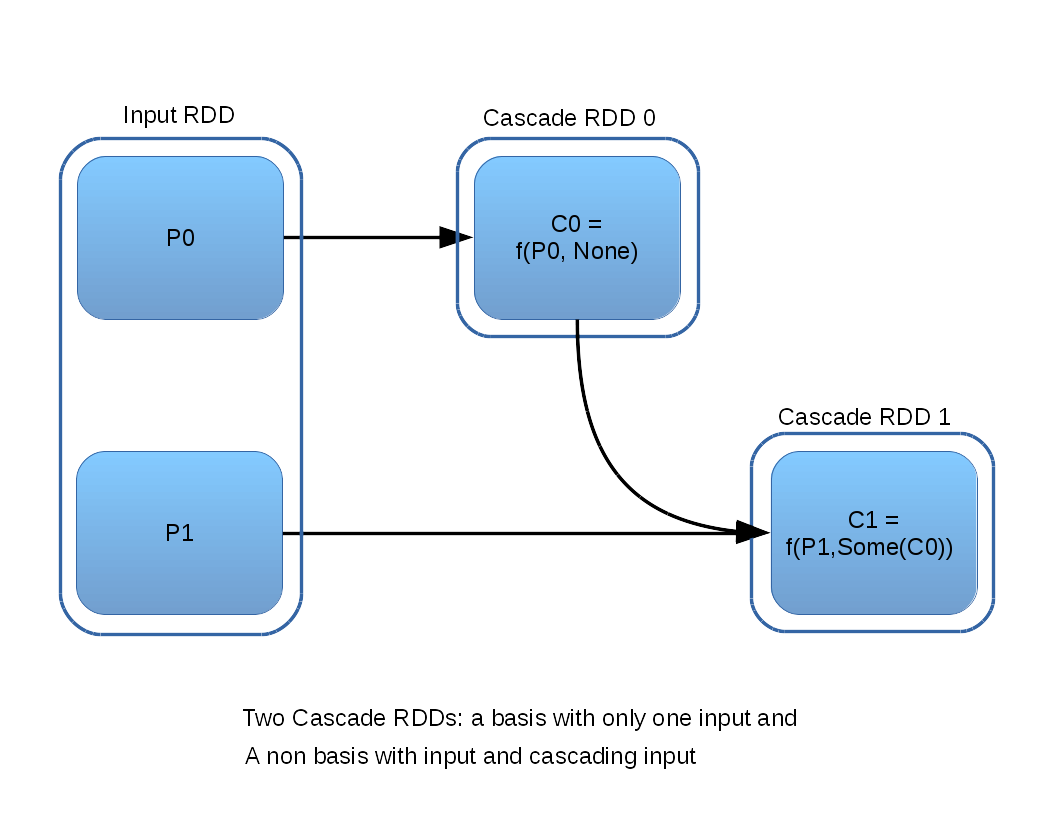 Input RDD
Cascade RDD 0
P0
C0 =
f(P0, None)
Cascade RDD 1
P1
C1 =
f(P1,Some(C0))
Two Cascade RDDs: a basis with only one input and
A non basis with input and cascading input